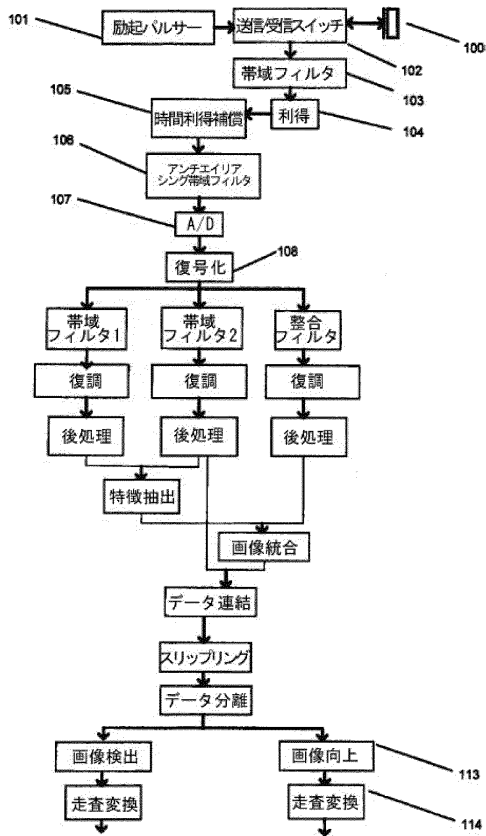 101
励起パルサー
送信/受信スイッチ
100
102
帯域フィルタ
103
105
時間利得補償
利得
104
106
アンチエイリア
シング帯域フィルタ
107
A/D
復号化
108
帯域
フィルタ1
帯域
フィルタ2
整合
フィルタ
復調
復調
復調
後処理
後処理
後処理
特徴抽出
画像統合
データ連結
スリップリング
データ分離
画像検出
画像向上
113
走査変換
走査変換
114